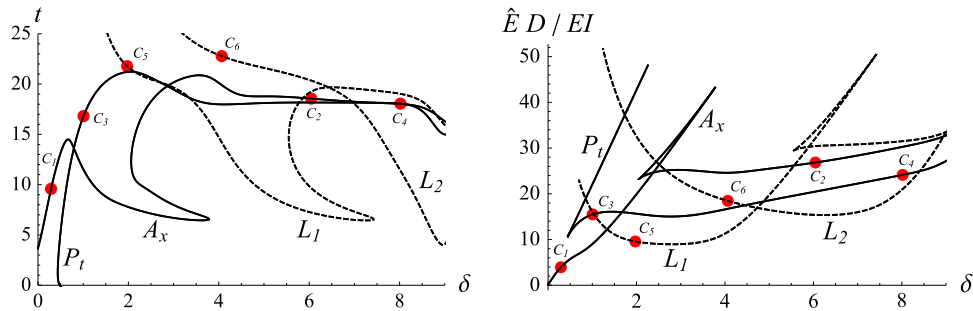 t
25
20
15
10
5
0
0
2
4
6
8
δ
C₁
C₃
C₅
C₆
C₂
C₄
Pₜ
Aₓ
L₁
L₂
Ê D / EI
50
40
30
20
10
0
2
4
6
8
δ
Pₜ
Aₓ
C₁
C₃
C₅
C₆
C₂
C₄
L₁
L₂